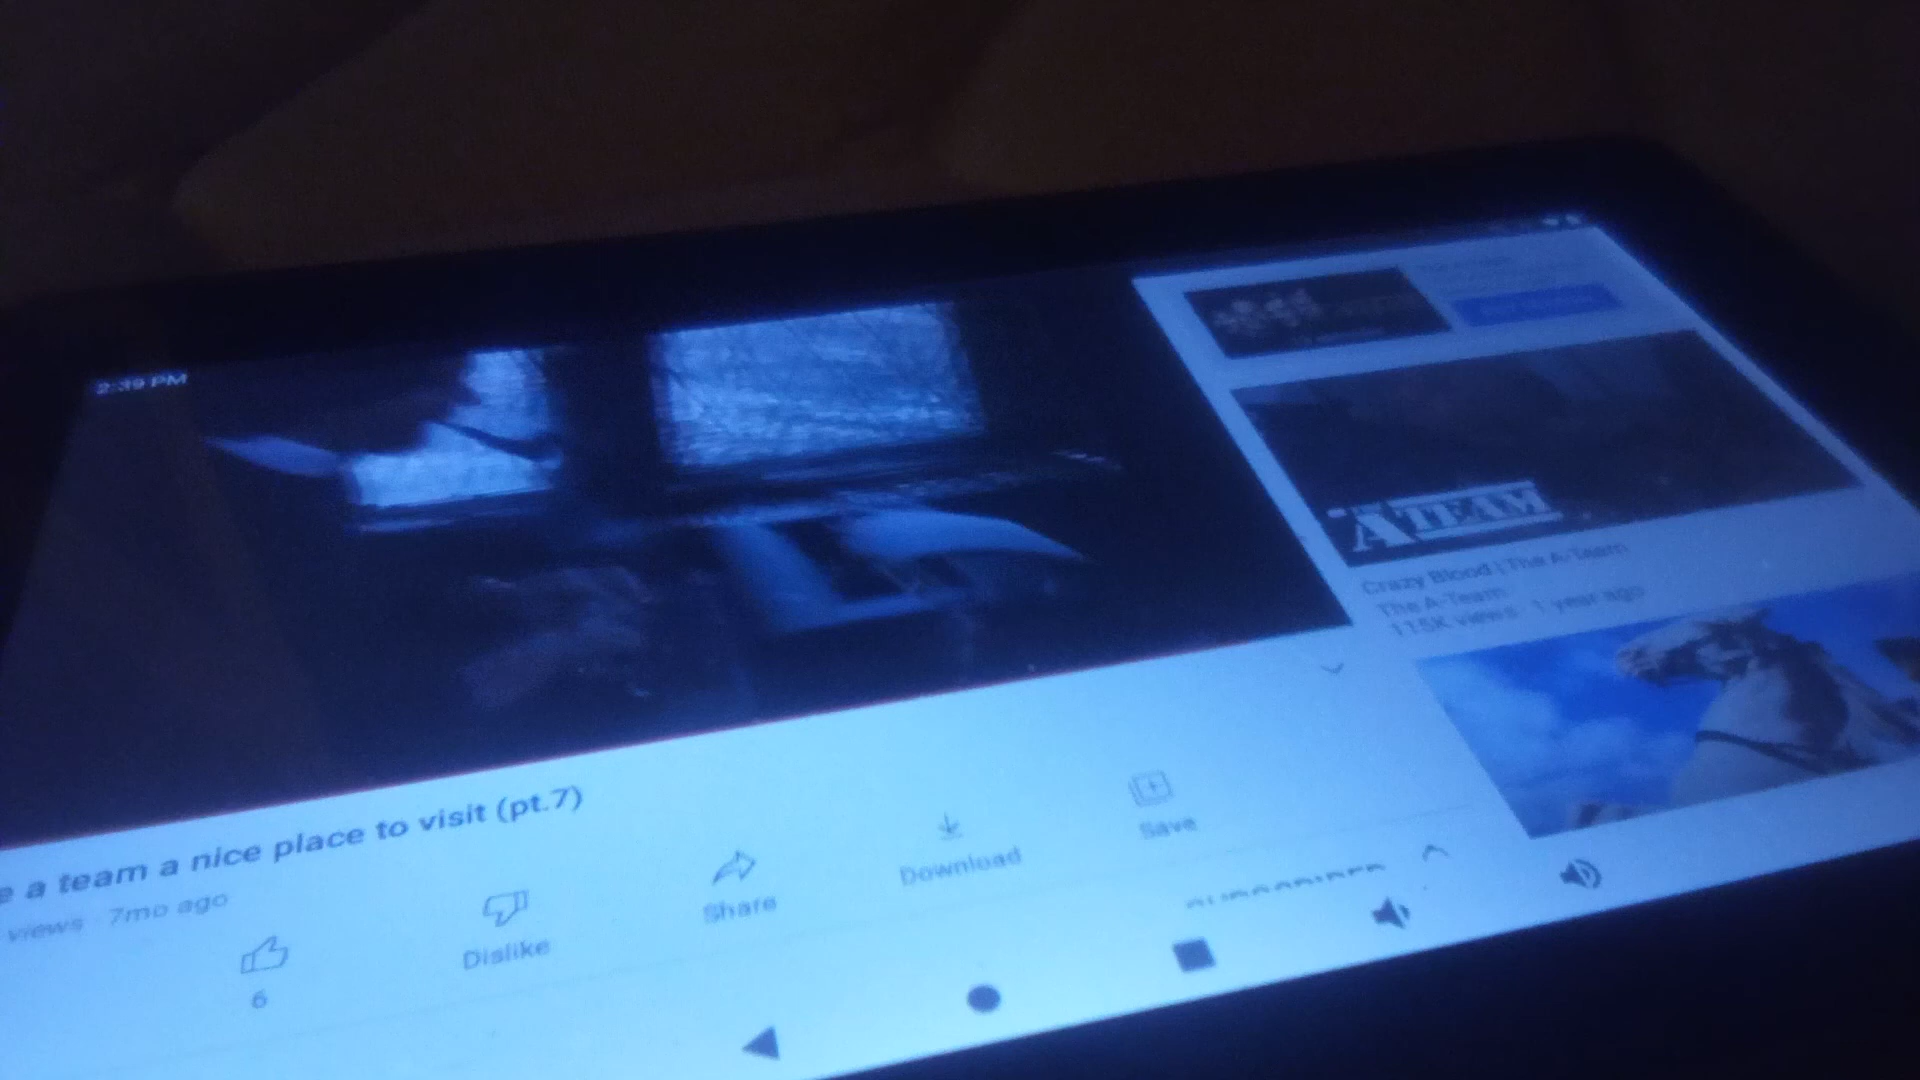 2:39 PM
A-TEAM
Crazy Blood | The A-Team
The A-Team
115K views · 1 year ago
e a team a nice place to visit (pt.7)
views · 7mo ago
6
Dislike
Share
Download
Save